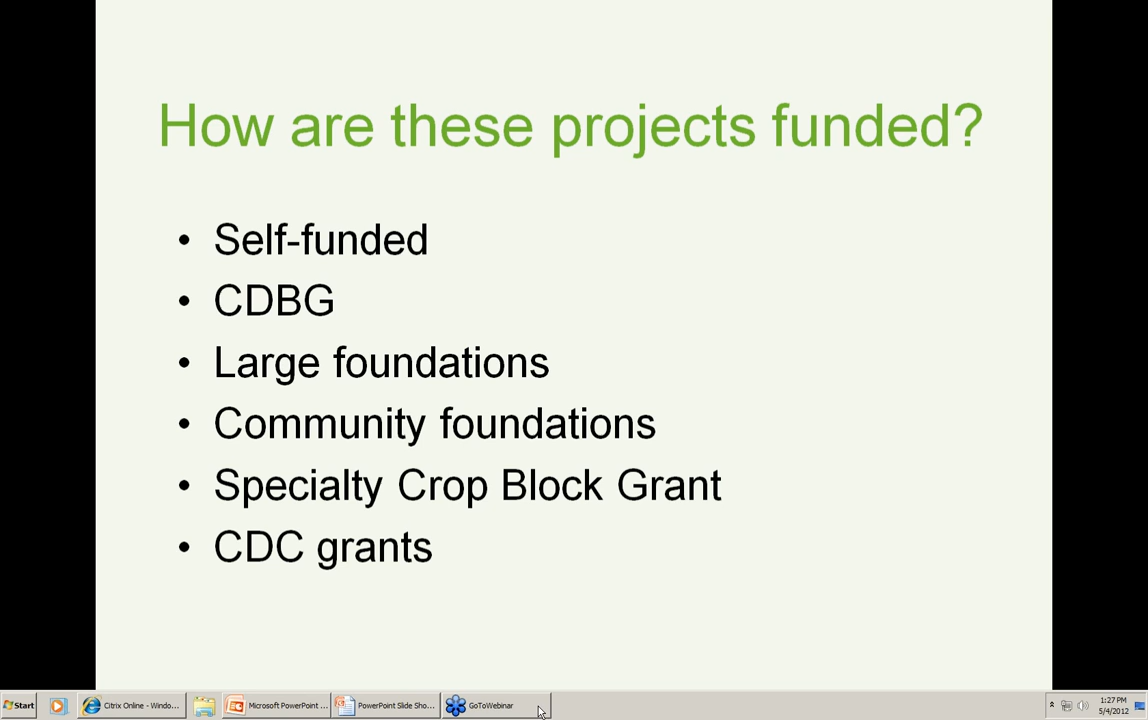 How are these projects funded?
• Self-funded
• CDBG
• Large foundations
• Community foundations
• Specialty Crop Block Grant
• CDC grants
Start Citrix Online - Windo... Microsoft PowerPoint ... PowerPoint Slide Sho... GoToWebinar 1:27 PM
5/4/2012